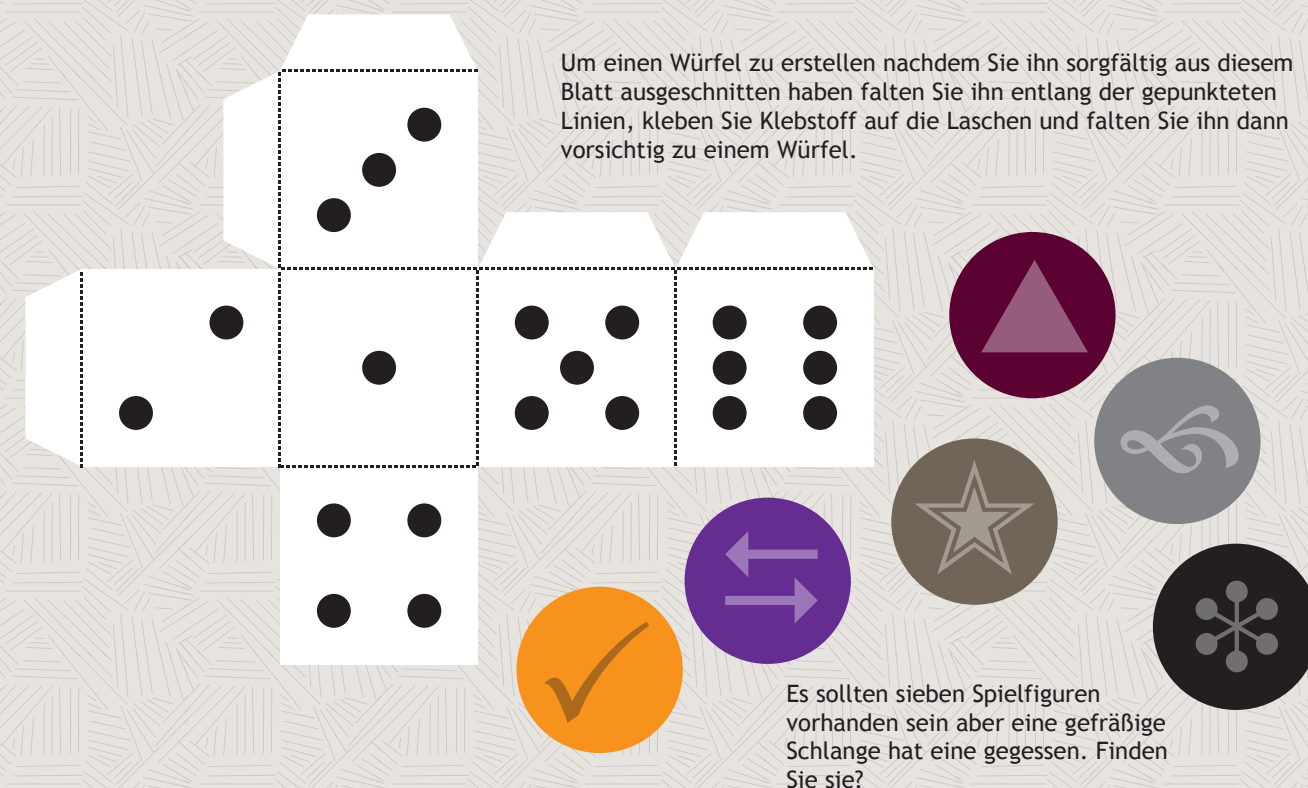 Um einen Würfel zu erstellen nachdem Sie ihn sorgfältig aus diesem
Blatt ausgeschnitten haben falten Sie ihn entlang der gepunkteten
Linien, kleben Sie Klebstoff auf die Laschen und falten Sie ihn dann
vorsichtig zu einem Würfel.
Es sollten sieben Spielfiguren
vorhanden sein aber eine gefräßige
Schlange hat eine gegessen. Finden
Sie sie?